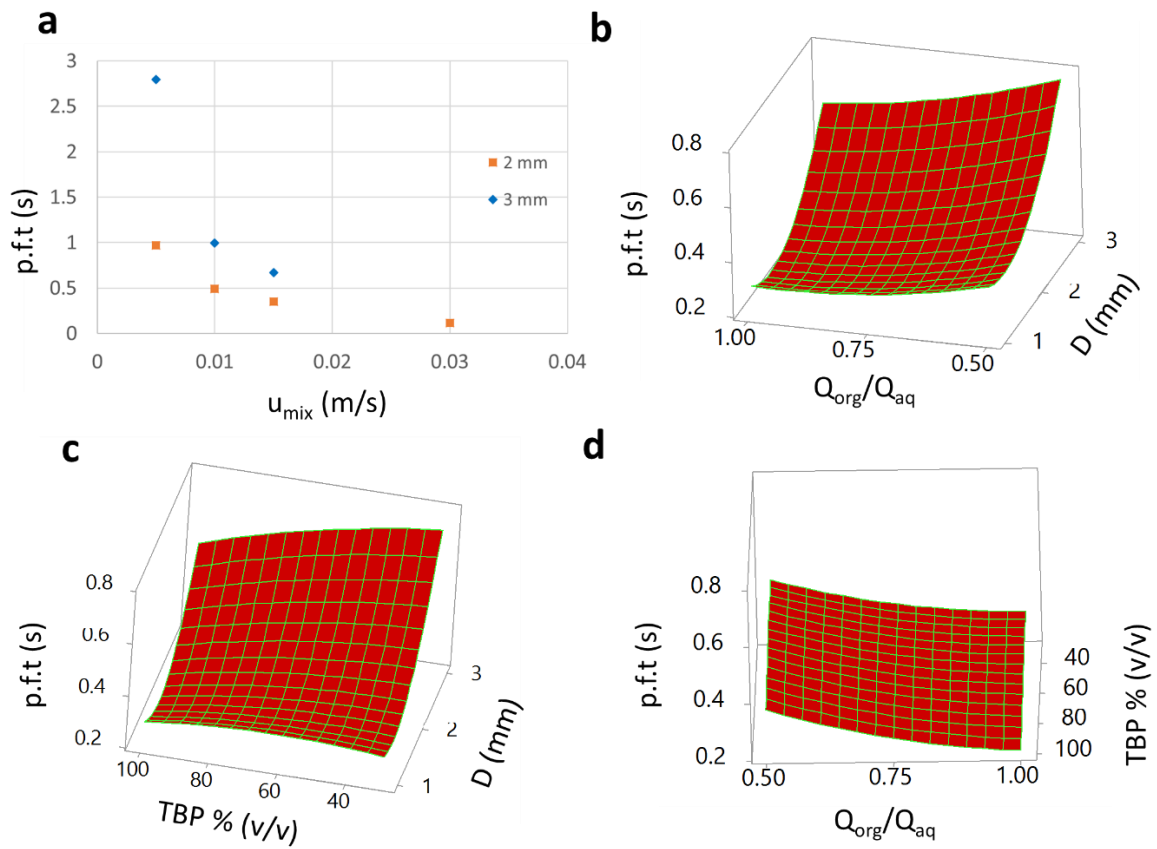 a
3
2.5
2
1.5
1
0.5
0
0
0.01
0.02
0.03
0.04
p.f.t (s)
u_mix (m/s)
2 mm
3 mm
b
0.8
0.6
0.4
0.2
p.f.t (s)
1.00
0.75
0.50
Q_org/Q_aq
1
2
3
D (mm)
c
0.8
0.6
0.4
0.2
p.f.t (s)
100
80
60
40
TBP % (v/v)
1
2
3
D (mm)
d
0.8
0.6
0.4
0.2
p.f.t (s)
0.50
0.75
1.00
Q_org/Q_aq
40
60
80
100
TBP % (v/v)